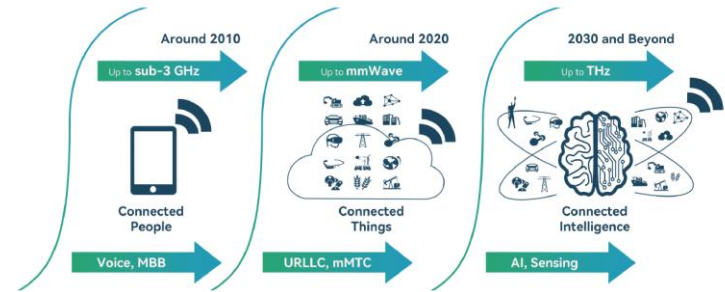 Around 2010
Up to sub-3 GHz
Connected
People
Voice, MBB
Around 2020
Up to mmWave
Connected
Things
URLLC, mMTC
2030 and Beyond
Up to THz
Connected
Intelligence
AI, Sensing